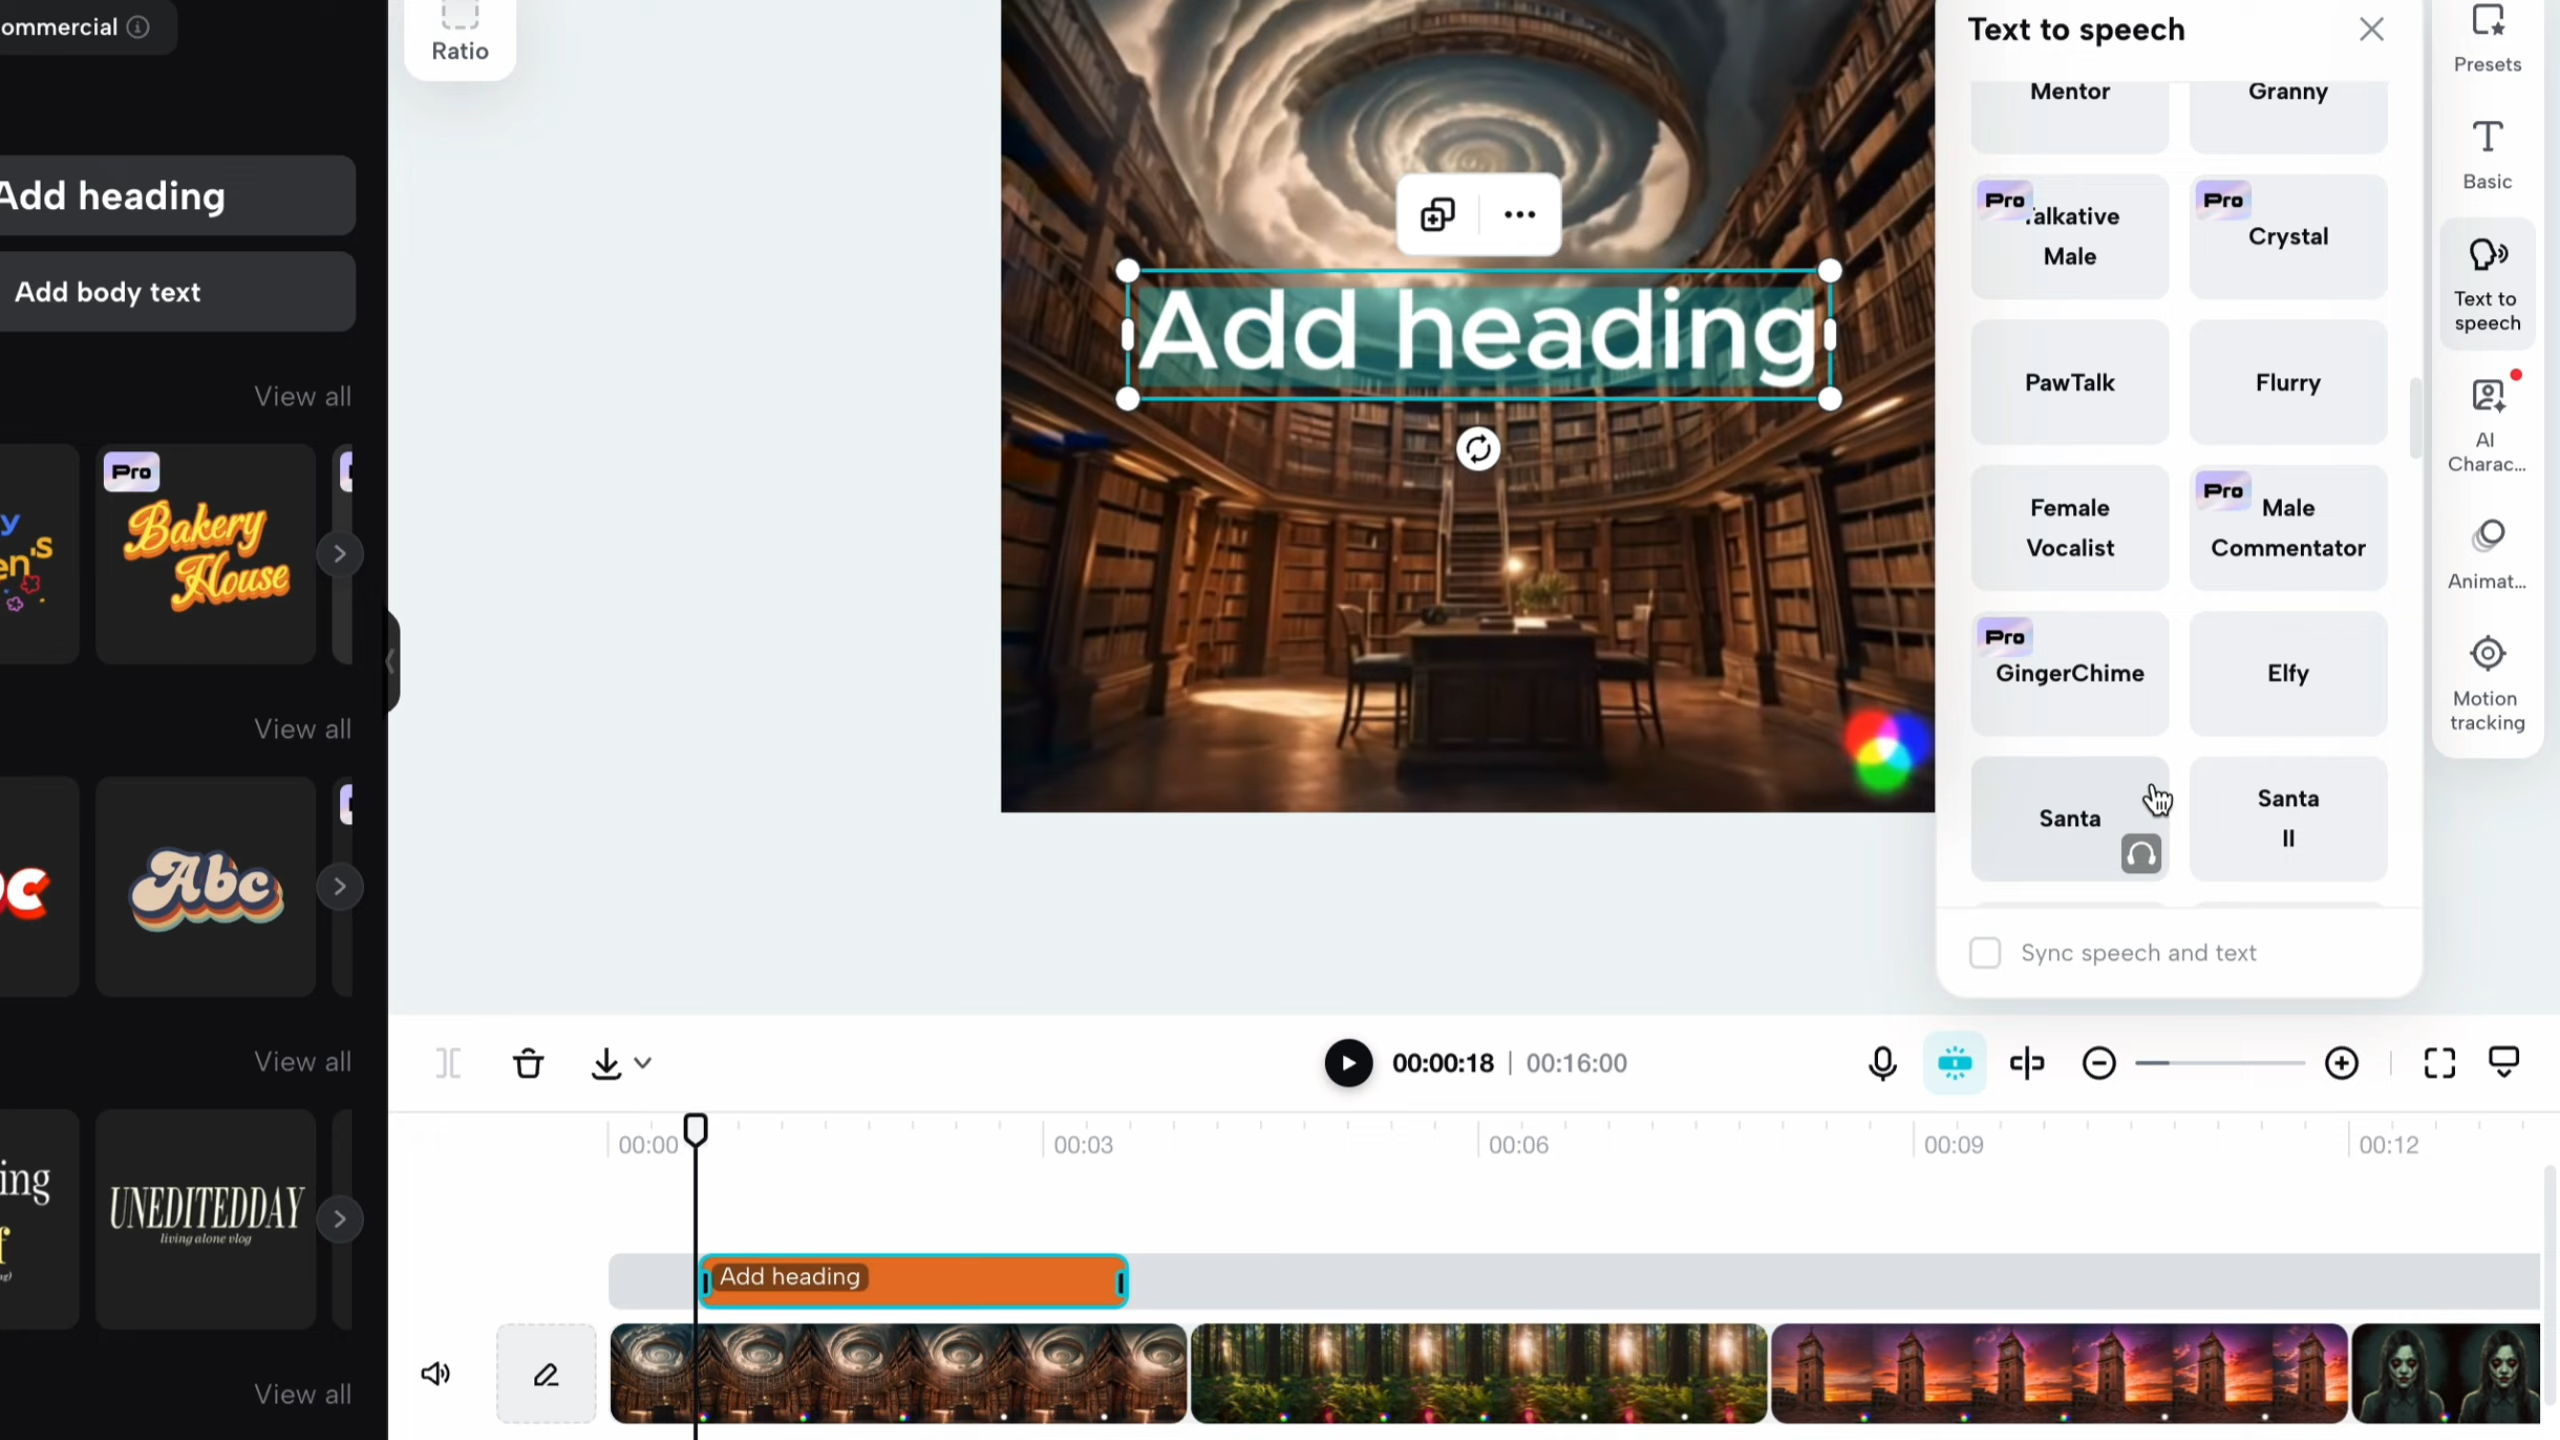 ommercial
Add heading
Add body text
View all
y
en's
Pro
Bakery
House
View all
Abc
View all
ing
UNEDITEDDAY
living alone vlog
f
View all
Ratio
Add heading
Text to speech
Mentor
Granny
Pro
alkative
Male
Pro
Crystal
PawTalk
Flurry
Female
Vocalist
Pro
Male
Commentator
Pro
GingerChime
Elfy
Santa
Santa
II
Sync speech and text
Presets
Basic
Text to
speech
AI
Charac...
Animat...
Motion
tracking
00:00:18 | 00:16:00
00:00
00:03
00:06
00:09
00:12
Add heading